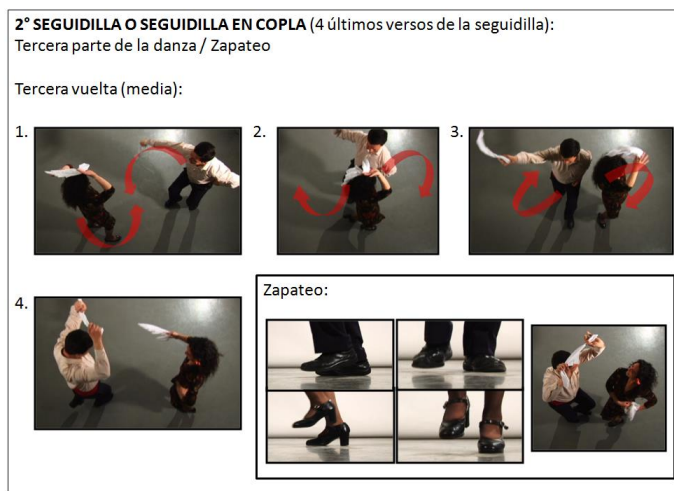 2° SEGUIDILLA O SEGUIDILLA EN COPLA (4 últimos versos de la seguidilla):
Tercera parte de la danza / Zapateo
Tercera vuelta (media):
1.
2.
3.
4.
Zapateo: